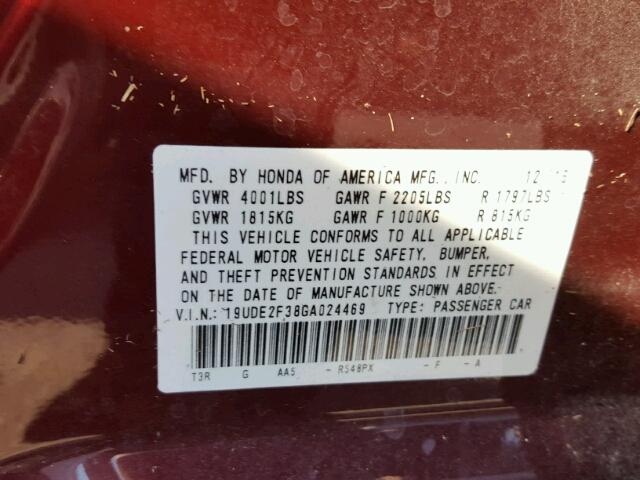 MFD. BY HONDA OF AMERICA MFG., INC.
GVWR 4001LBS GAWR F 2205LBS R 1797LBS
GVWR 1815KG GAWR F 1000KG R 815KG
THIS VEHICLE CONFORMS TO ALL APPLICABLE
FEDERAL MOTOR VEHICLE SAFETY, BUMPER,
AND THEFT PREVENTION STANDARDS IN EFFECT
ON THE DATE OF MANUFACTURE SHOWN ABOVE.
V.I.N.: 19UDE2F38GA024469 TYPE: PASSENGER CAR
T3R G AA5 - R548PX - F - A